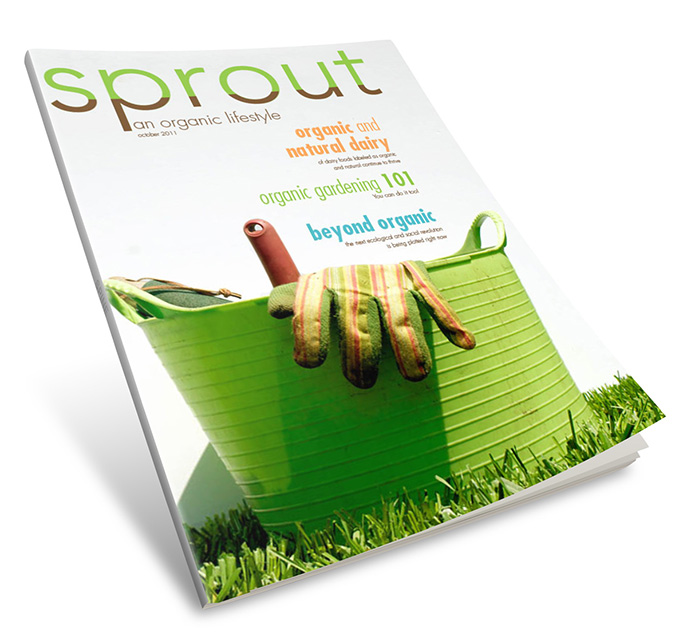 sprout
an organic lifestyle
october 2011
organic and
natural dairy
of dairy foods labeled as organic
and natural continue to thrive
organic gardening 101
You can do it too!
beyond organic
the next ecological and social revolution
is being plated right now